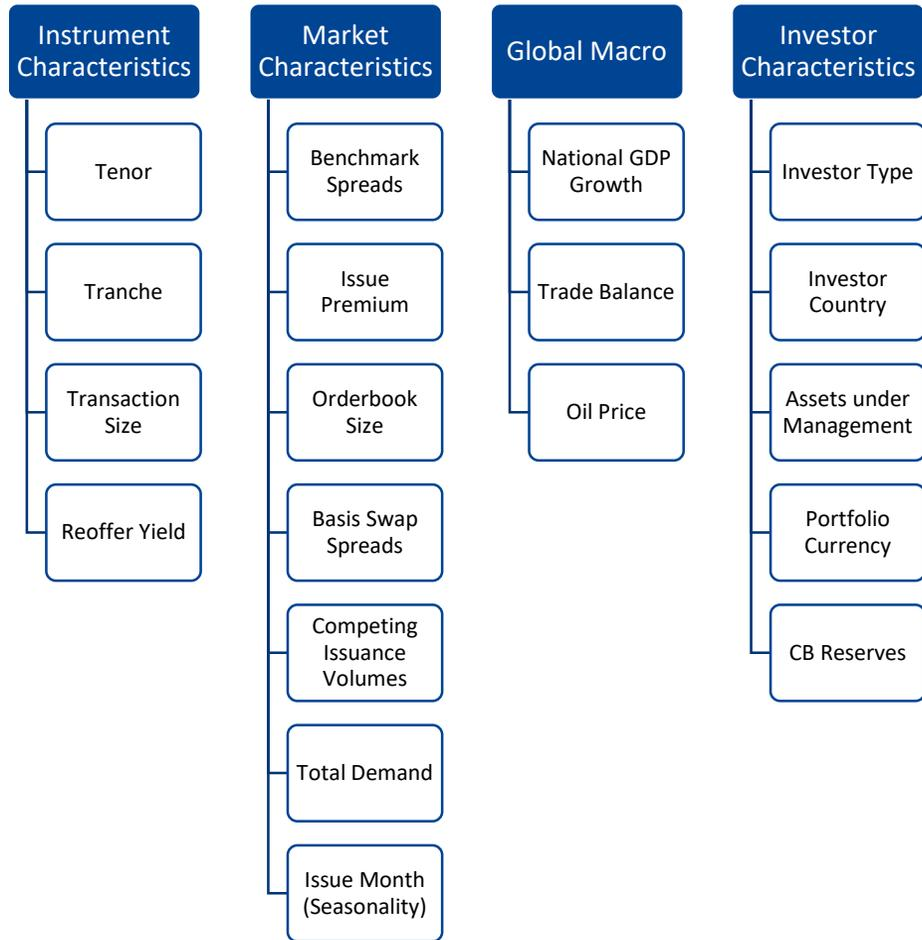 Instrument
Characteristics
Tenor
Tranche
Transaction
Size
Reoffer Yield
Market
Characteristics
Benchmark
Spreads
Issue
Premium
Orderbook
Size
Basis Swap
Spreads
Competing
Issuance
Volumes
Total Demand
Issue Month
(Seasonality)
Global Macro
National GDP
Growth
Trade Balance
Oil Price
Investor
Characteristics
Investor Type
Investor
Country
Assets under
Management
Portfolio
Currency
CB Reserves